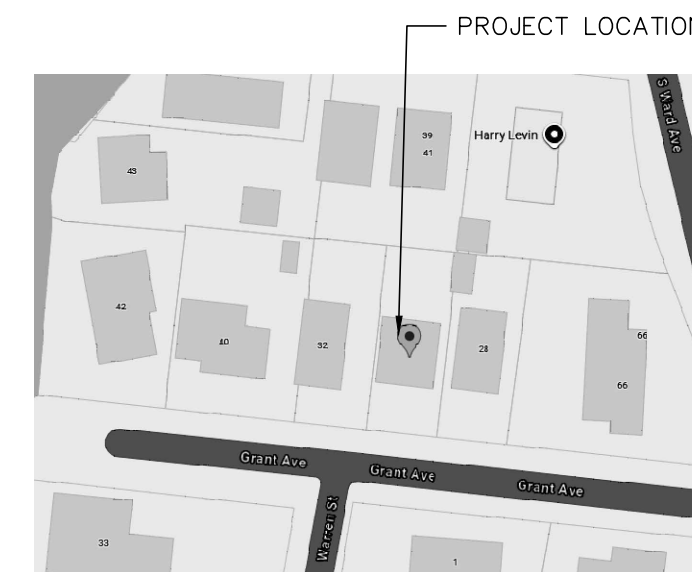 PROJECT LOCATION
S Ward Ave
39
41
Harry Levin
43
42
40
32
28
66
66
Grant Ave
Grant Ave
Grant Ave
Warren St
33
1